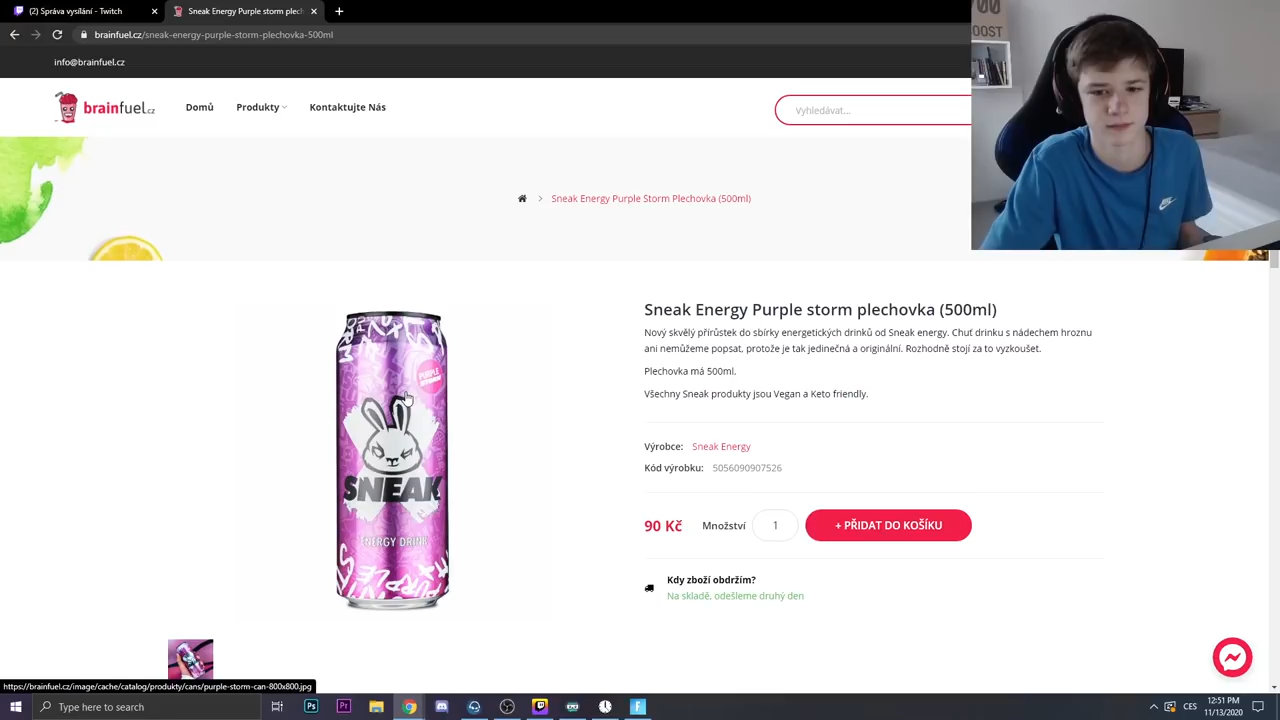 (2) Správa vysílání - Twitch
Sneak Energy purple storm plech
brainfuel.cz/sneak-energy-purple-storm-plechovka-500ml
info@brainfuel.cz
brainfuel.cz
Domů
Produkty
Kontaktujte Nás
Vyhledávat...
Sneak Energy Purple Storm Plechovka (500ml)
Sneak Energy Purple storm plechovka (500ml)
Nový skvělý přírůstek do sbírky energetických drinků od Sneak energy. Chuť drinku s nádechem hroznu
ani nemůžeme popsat, protože je tak jedinečná a originální. Rozhodně stojí za to vyzkoušet.
Plechovka má 500ml.
Všechny Sneak produkty jsou Vegan a Keto friendly.
Výrobce: Sneak Energy
Kód výrobku: 5056090907526
90 Kč Množství 1 + PŘIDAT DO KOŠÍKU
Kdy zboží obdržím?
Na skladě, odešleme druhý den
PURPLE
STORM
SNEAK
ENERGY DRINK
https://brainfuel.cz/image/cache/catalog/produkty/cans/purple-storm-can-800x800.jpg
Type here to search
Ps
Pr
CES
12:51 PM
11/13/2020